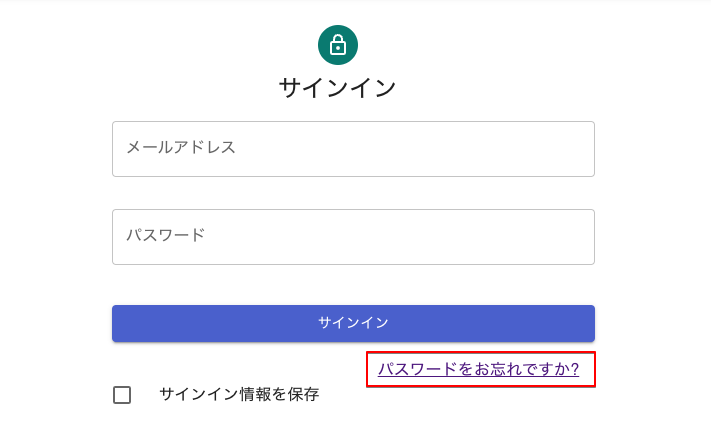 サインイン
メールアドレス
パスワード
サインイン
パスワードをお忘れですか?
サインイン情報を保存